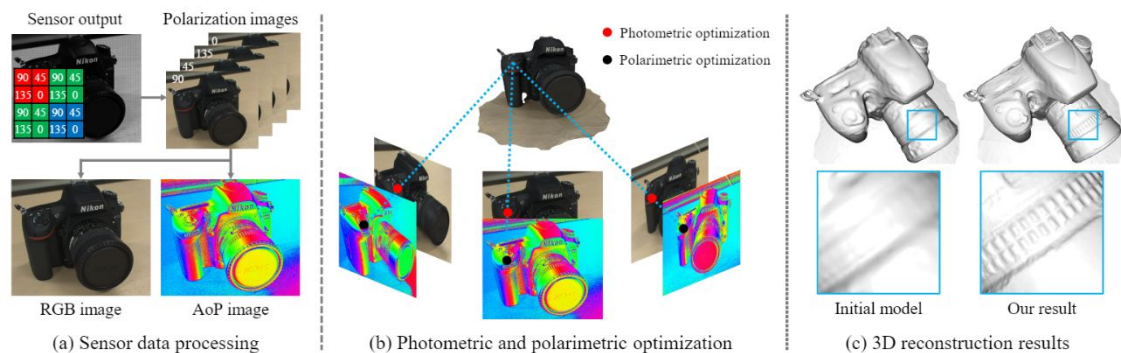 Sensor output
Polarization images
90 45 90 45
135 0 135 0
90 45 90 45
135 0 135 0
0
135
45
90
Nikon
RGB image
AoP image
(a) Sensor data processing
Photometric optimization
Polarimetric optimization
Nikon
(b) Photometric and polarimetric optimization
Initial model
Our result
(c) 3D reconstruction results